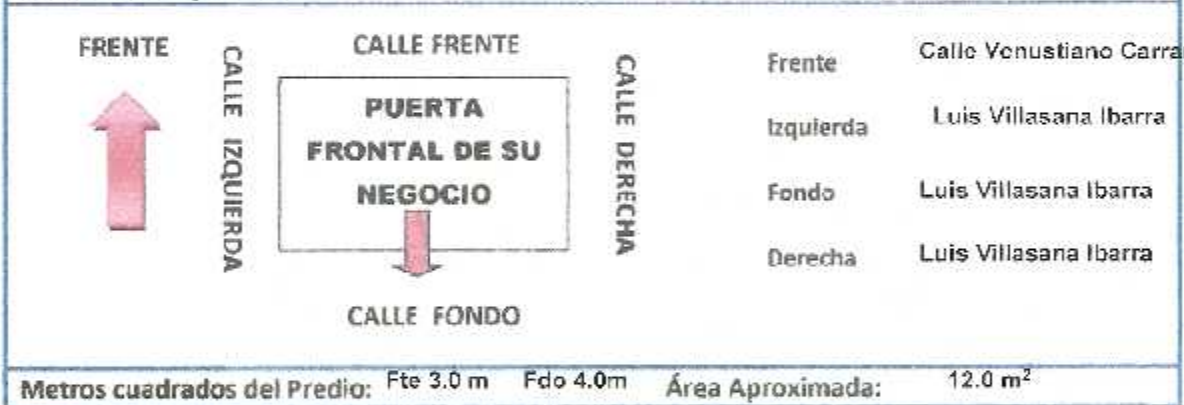 FRENTE
CALLE IZQUIERDA
CALLE FRENTE
PUERTA
FRONTAL DE SU
NEGOCIO
CALLE DERECHA
CALLE FONDO
Frente Calle Venustiano Carra
Izquierda Luis Villasana Ibarra
Fondo Luis Villasana Ibarra
Derecha Luis Villasana Ibarra
Metros cuadrados del Predio: Fte 3.0 m Fdo 4.0m Área Aproximada: 12.0 m²